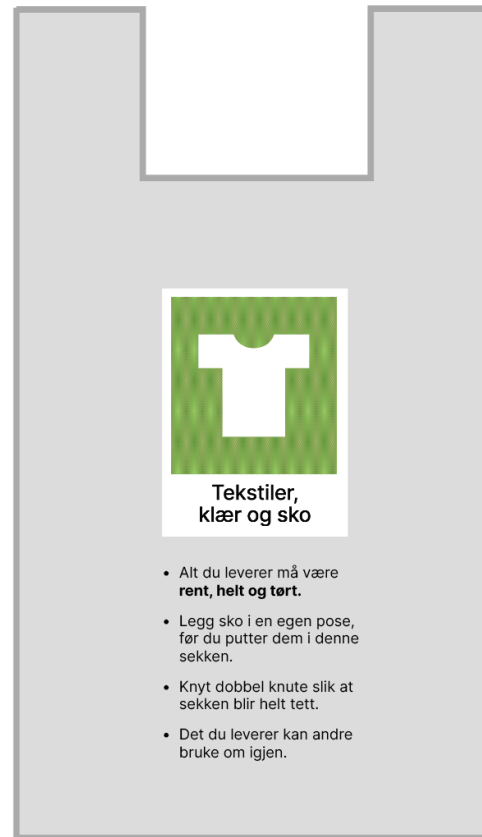 Tekstiler,
klær og sko
• Alt du leverer må være
rent, helt og tørt.
• Legg sko i en egen pose,
før du putter dem i denne
sekken.
• Knyt dobbel knute slik at
sekken blir helt tett.
• Det du leverer kan andre
bruke om igjen.